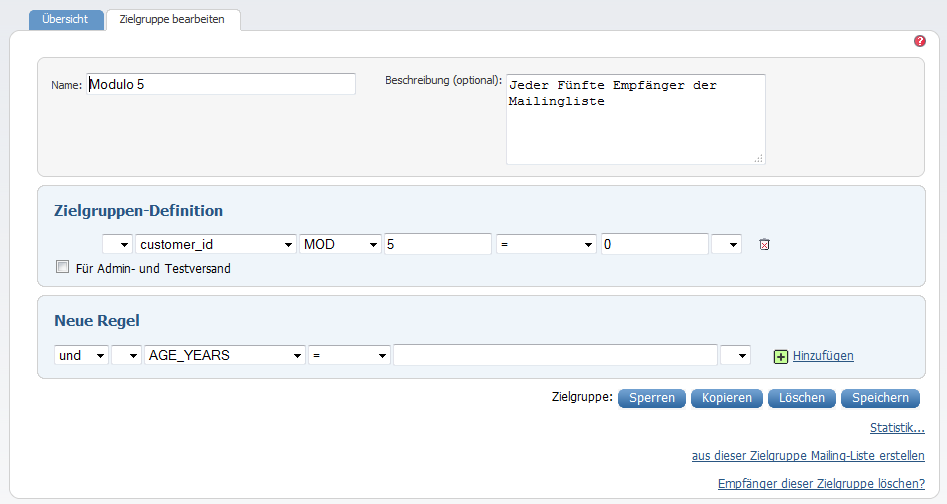 Übersicht Zielgruppe bearbeiten
?
Name: Modulo 5 Beschreibung (optional): Jeder Fünfte Empfänger der
Mailingliste
Zielgruppen-Definition
customer_id MOD 5 = 0
Für Admin- und Testversand
Neue Regel
und AGE_YEARS = Hinzufügen
Zielgruppe: Sperren Kopieren Löschen Speichern
Statistik...
aus dieser Zielgruppe Mailing-Liste erstellen
Empfänger dieser Zielgruppe löschen?